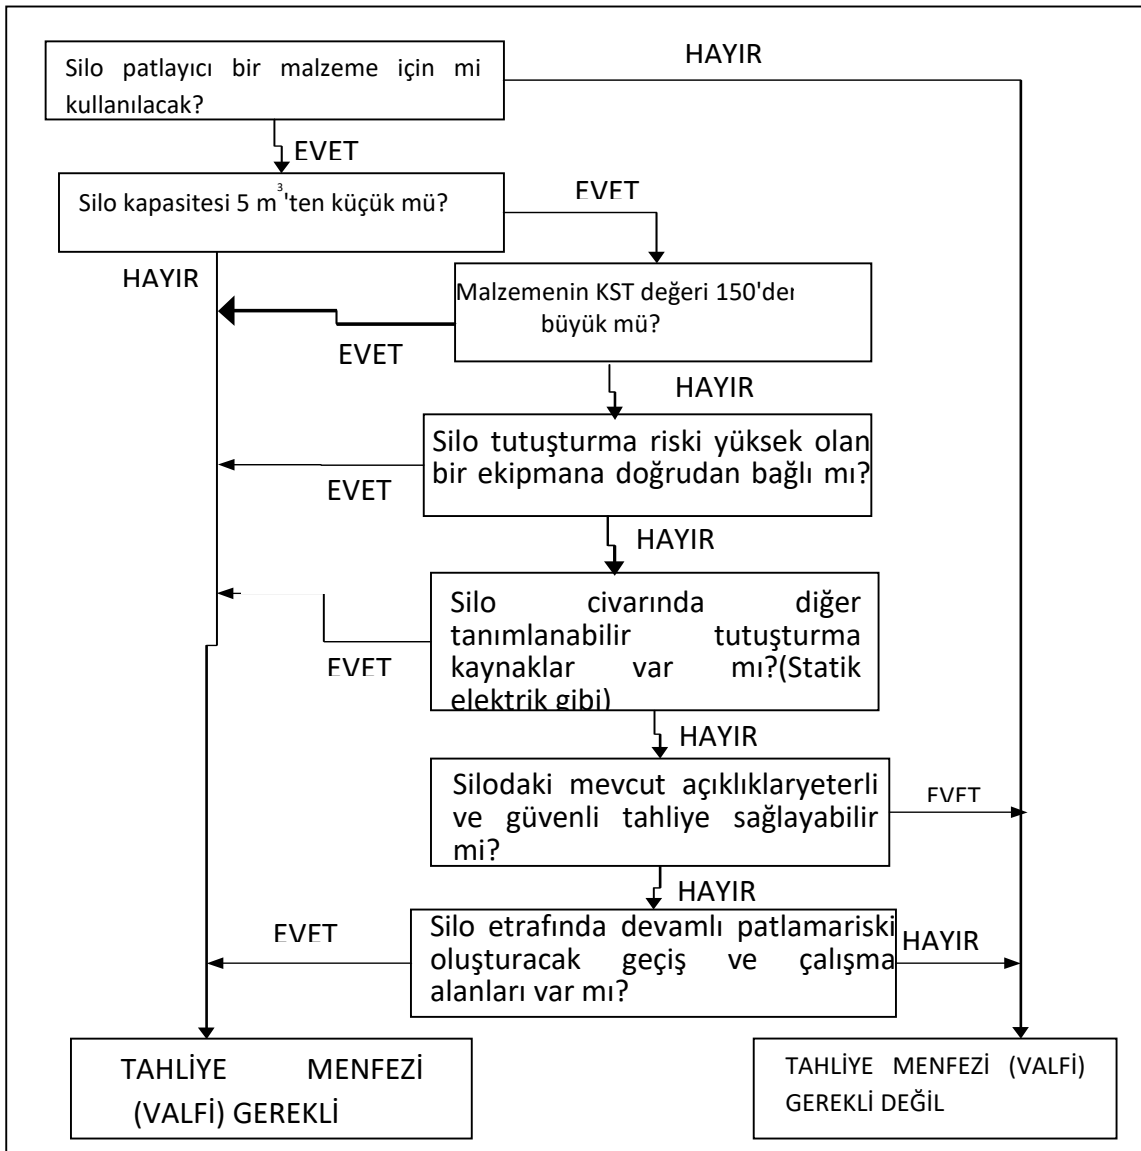 HAYIR
Silo patlayıcı bir malzeme için mi
kullanılacak?
EVET
Silo kapasitesi 5 m³'ten küçük mü?
EVET
HAYIR
Malzemenin KST değeri 150'der
büyük mü?
EVET
HAYIR
Silo tutuşturma riski yüksek olan
bir ekipmana doğrudan bağlı mı?
EVET
HAYIR
Silo civarında diğer
tanımlanabilir tutuşturma
kaynaklar var mı?(Statik
elektrik gibi)
EVET
HAYIR
Silodaki mevcut açıklıklaryeterli
ve güvenli tahliye sağlayabilir
mi?
EVET
HAYIR
Silo etrafında devamlı patlamariski
oluşturacak geçiş ve çalışma
alanları var mı?
EVET
HAYIR
TAHLİYE MENFEZİ
(VALFİ) GEREKLİ
TAHLİYE MENFEZİ (VALFİ)
GEREKLİ DEĞİL